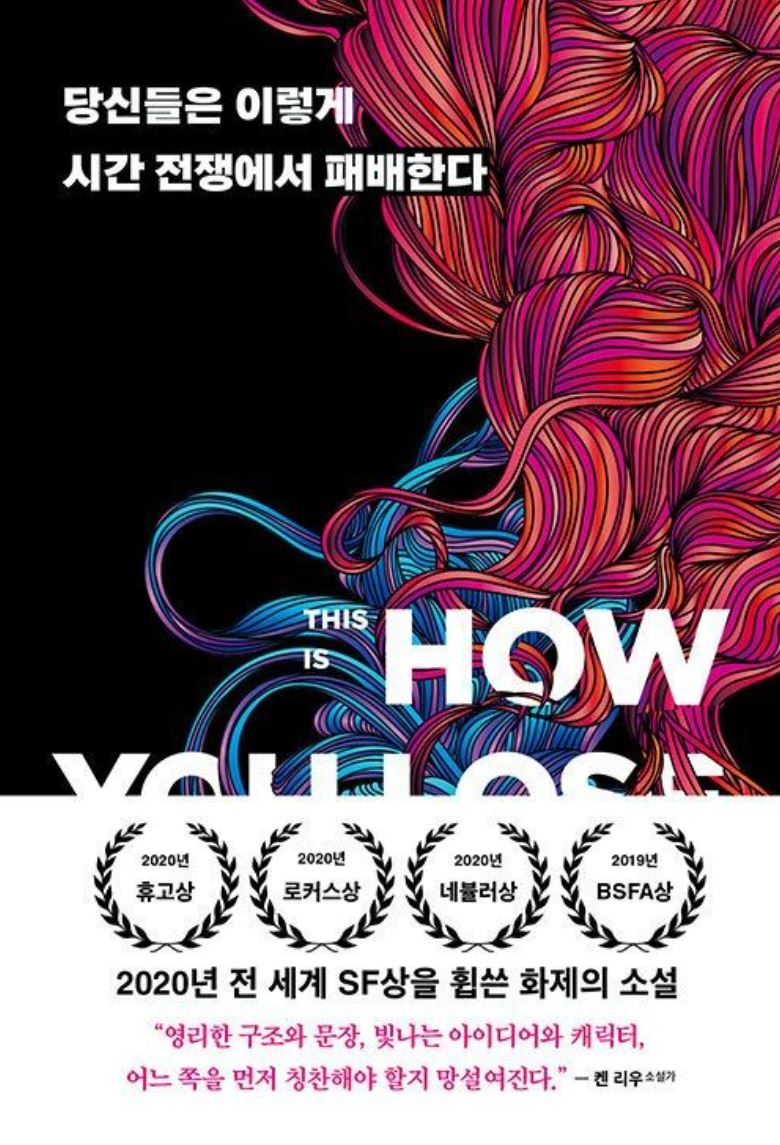 당신들은 이렇게
시간 전쟁에서 패배한다
THIS
IS
HOW
YOU LOSE
2020년
휴고상
2020년
로커스상
2020년
네뷸러상
2019년
BSFA상
2020년 전 세계 SF상을 휩쓴 화제의 소설
“영리한 구조와 문장, 빛나는 아이디어와 캐릭터,
어느 쪽을 먼저 칭찬해야 할지 망설여진다.” — 켄 리우 소설가